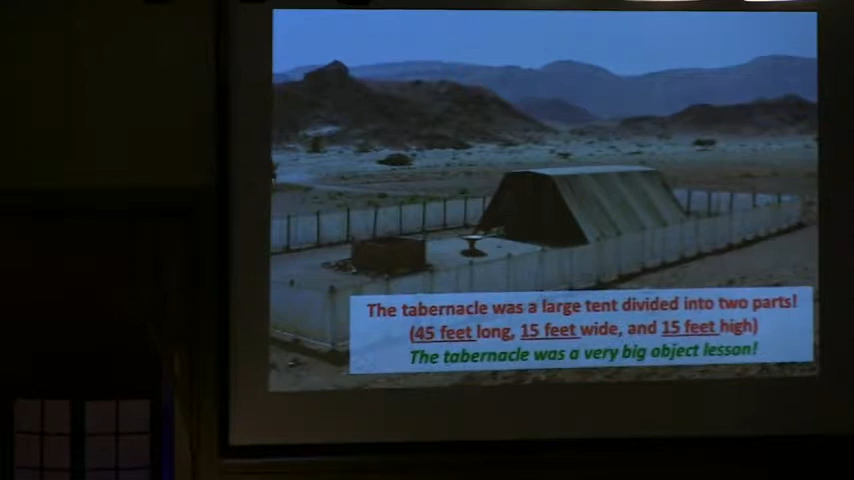 The tabernacle was a large tent divided into two parts!
(45 feet long, 15 feet wide, and 15 feet high)
The tabernacle was a very big object lesson!